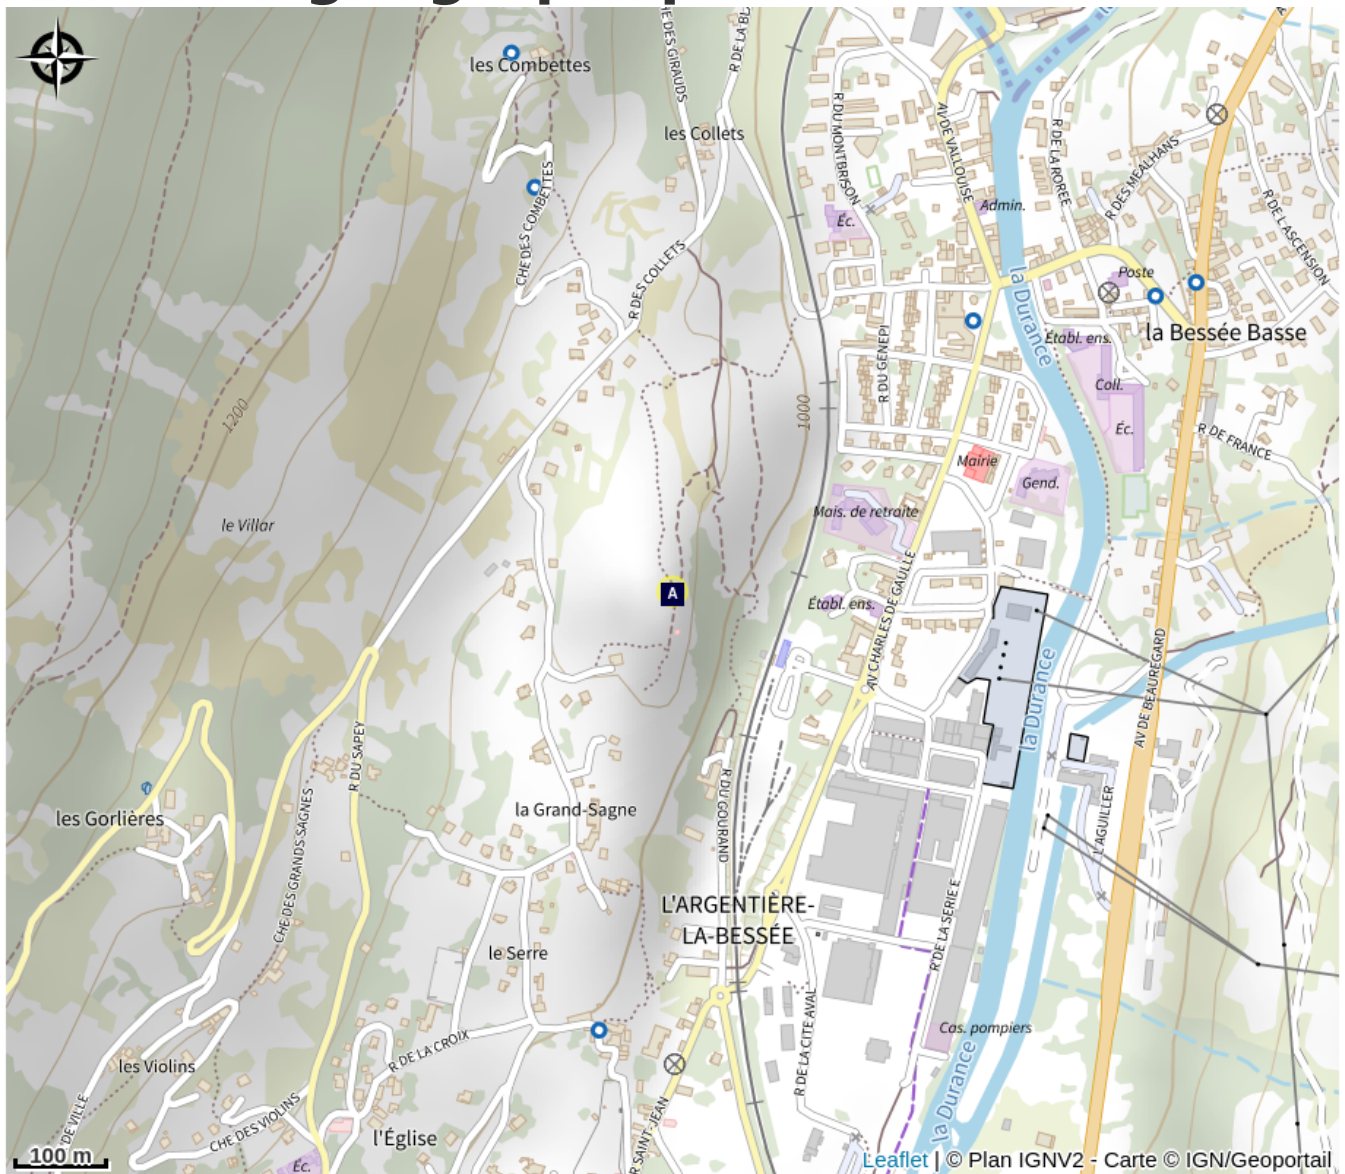 les Combettes
CHE DES GIRAUDS
R DE LA BL
les Collets
CHE DES COMBETTES
R DES COLLETS
R DU MONTBRISON
AV DE VALLOUISE
R DE LA ROREE
R DES MEALHANS
R DE L'ASCENSION
Admin.
Éc.
la Durance
Poste
la Bessée Basse
Établ. ens.
Coll.
Éc.
R DU GENEPI
1200
1000
R DE FRANCE
Mairie
Gend.
le Villar
Mais. de retraite
A
Établ. ens.
AV CHARLES DE GAULLE
la Durance
AV DE BEAUREGARD
R DU SAPEY
les Gorlières
CHE DES GRANDS SAGNES
la Grand-Sagne
R DU GOURAND
L'AGUILLER
L'ARGENTIÈRE-
LA-BESSÉE
le Serre
R DE LA SERIE E
R DE LA CITE AVAL
Cas. pompiers
les Violins
R DE LA CROIX
la Durance
DE VILLE
CHE DES VIOLINS
l'Église
R SAINT-JEAN
Éc.
100 m
Leaflet | © Plan IGNV2 - Carte © IGN/Geoportail